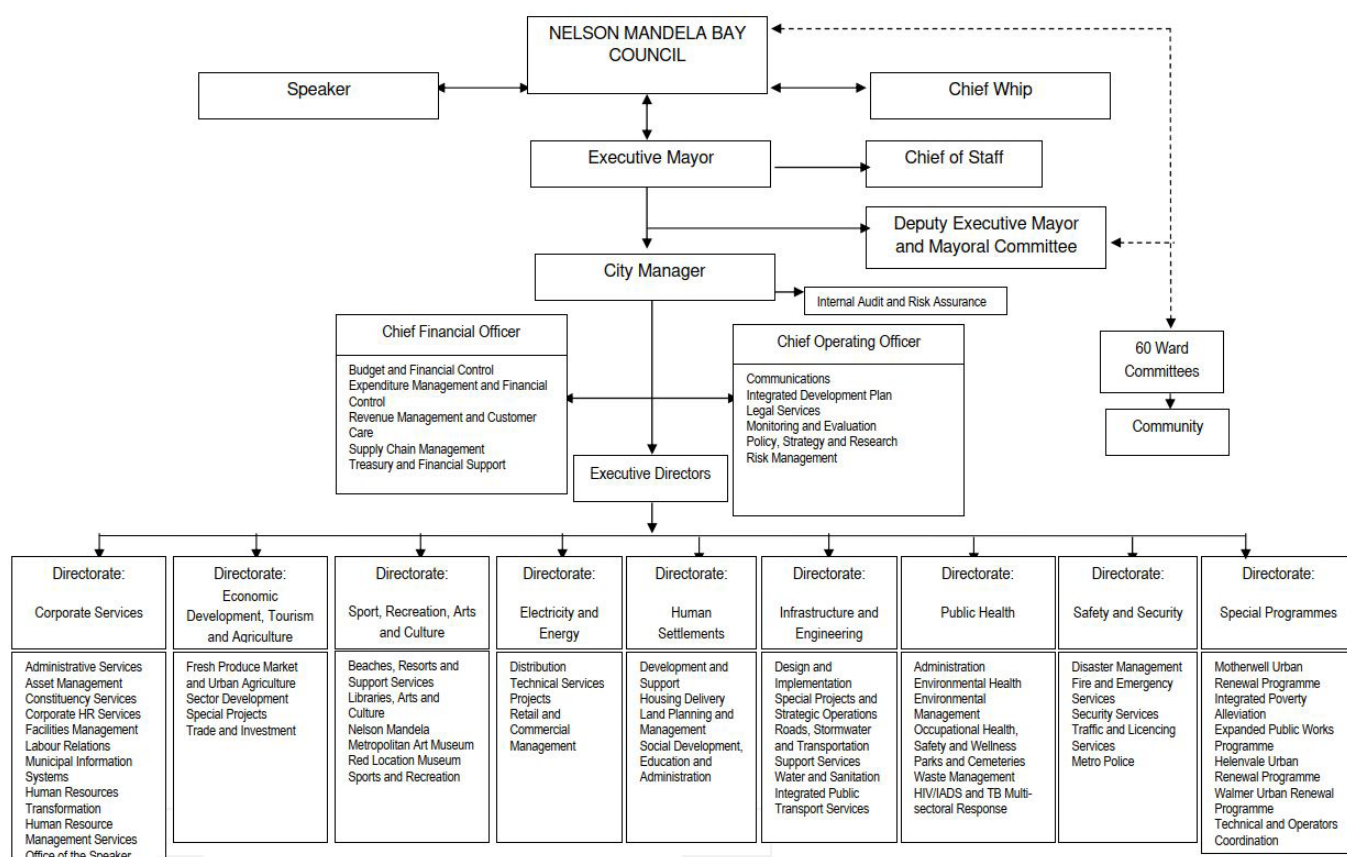 NELSON MANDELA BAY
COUNCIL
Speaker
Chief Whip
Executive Mayor
Chief of Staff
Deputy Executive Mayor
and Mayoral Committee
City Manager
Internal Audit and Risk Assurance
Chief Financial Officer
Budget and Financial Control
Expenditure Management and Financial
Control
Revenue Management and Customer
Care
Supply Chain Management
Treasury and Financial Support
Chief Operating Officer
Communications
Integrated Development Plan
Legal Services
Monitoring and Evaluation
Policy, Strategy and Research
Risk Management
60 Ward
Committees
Community
Executive Directors
Directorate:
Corporate Services
Administrative Services
Asset Management
Constituency Services
Corporate HR Services
Facilities Management
Labour Relations
Municipal Information
Systems
Human Resources
Transformation
Human Resource
Management Services
Office of the Speaker
Directorate:
Economic
Development, Tourism
and Agriculture
Fresh Produce Market
and Urban Agriculture
Sector Development
Special Projects
Trade and Investment
Directorate:
Sport, Recreation, Arts
and Culture
Beaches, Resorts and
Support Services
Libraries, Arts and
Culture
Nelson Mandela
Metropolitan Art Museum
Red Location Museum
Sports and Recreation
Directorate:
Electricity and
Energy
Distribution
Technical Services
Projects
Retail and
Commercial
Management
Directorate:
Human
Settlements
Development and
Support
Housing Delivery
Land Planning and
Management
Social Development,
Education and
Administration
Directorate:
Infrastructure and
Engineering
Design and
Implementation
Special Projects and
Strategic Operations
Roads, Stormwater
and Transportation
Support Services
Water and Sanitation
Integrated Public
Transport Services
Directorate:
Public Health
Administration
Environmental Health
Environmental
Management
Occupational Health,
Safety and Wellness
Parks and Cemeteries
Waste Management
HIV/IADS and TB Multi-
sectoral Response
Directorate:
Safety and Security
Disaster Management
Fire and Emergency
Services
Security Services
Traffic and Licencing
Services
Metro Police
Directorate:
Special Programmes
Motherwell Urban
Renewal Programme
Integrated Poverty
Alleviation
Expanded Public Works
Programme
Helenvale Urban
Renewal Programme
Walmer Urban Renewal
Programme
Technical and Operators
Coordination